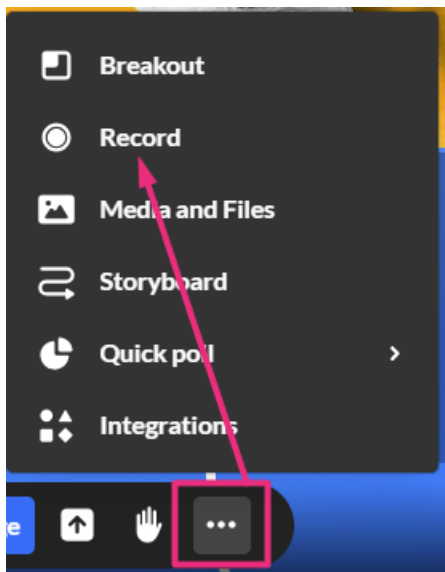 Breakout
Record
Media and Files
Storyboard
Quick poll
Integrations